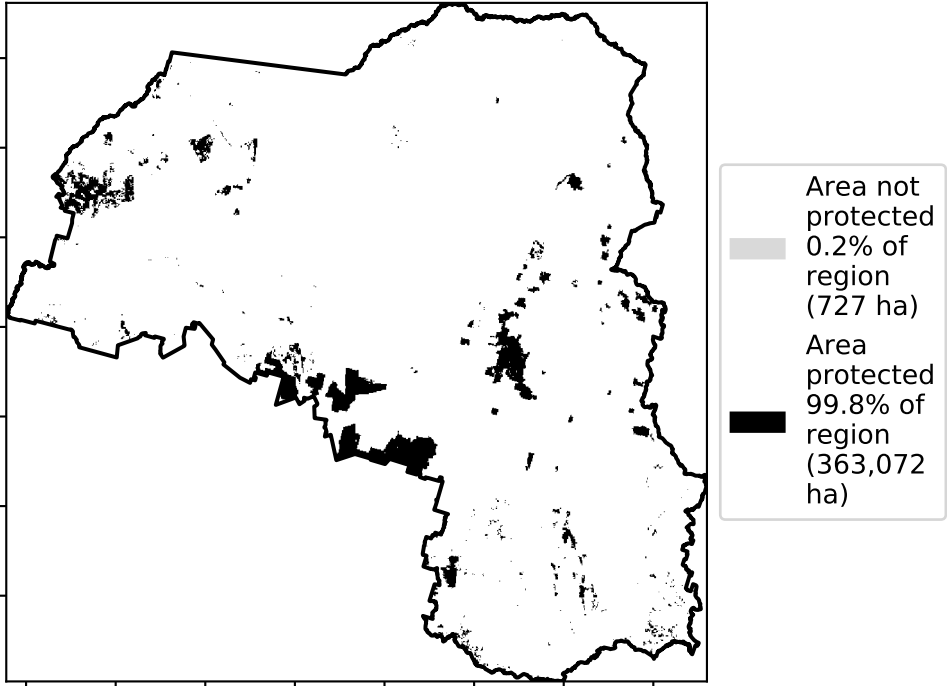 Area not
protected
0.2% of
region
(727 ha)
Area
protected
99.8% of
region
(363,072
ha)